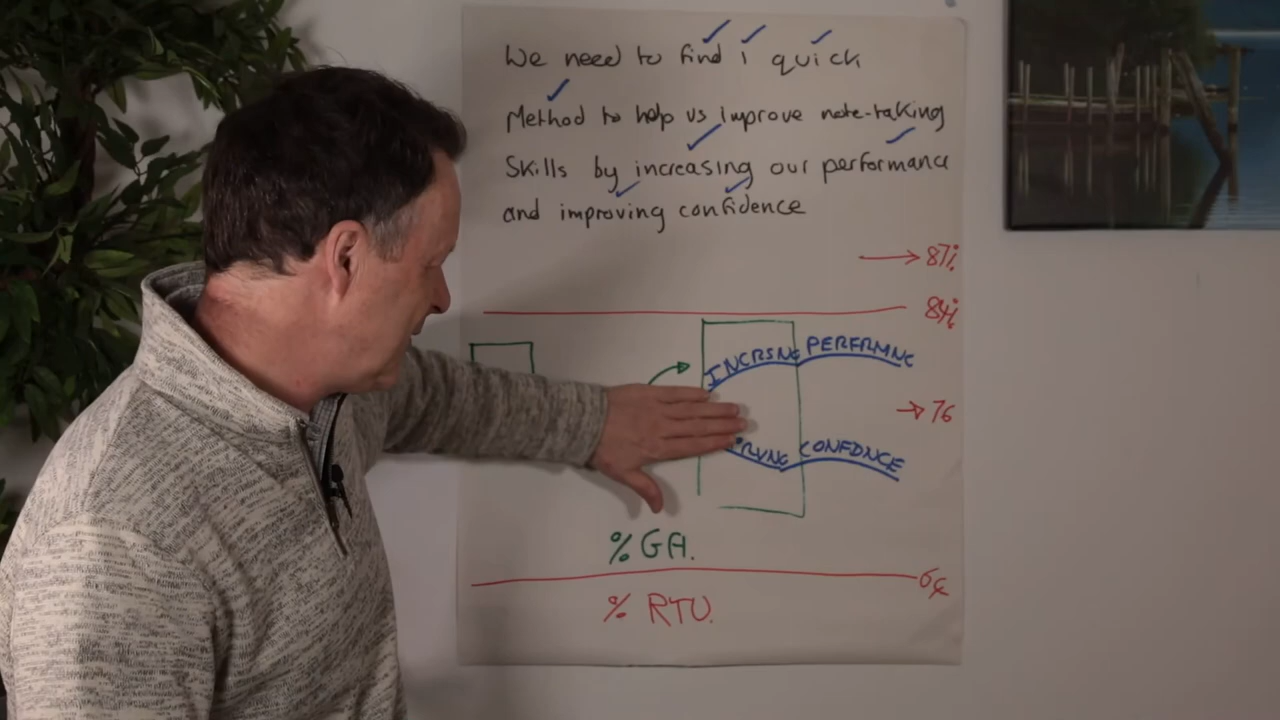 We need to find 1 quick
Method to help us improve note-taking
Skills by increasing our performance
and improving confidence
→ 87%
84%
INCRSNG PERFRMNC
→ 76
RVNG CONFDNCE
% GA.
64
% RTU.